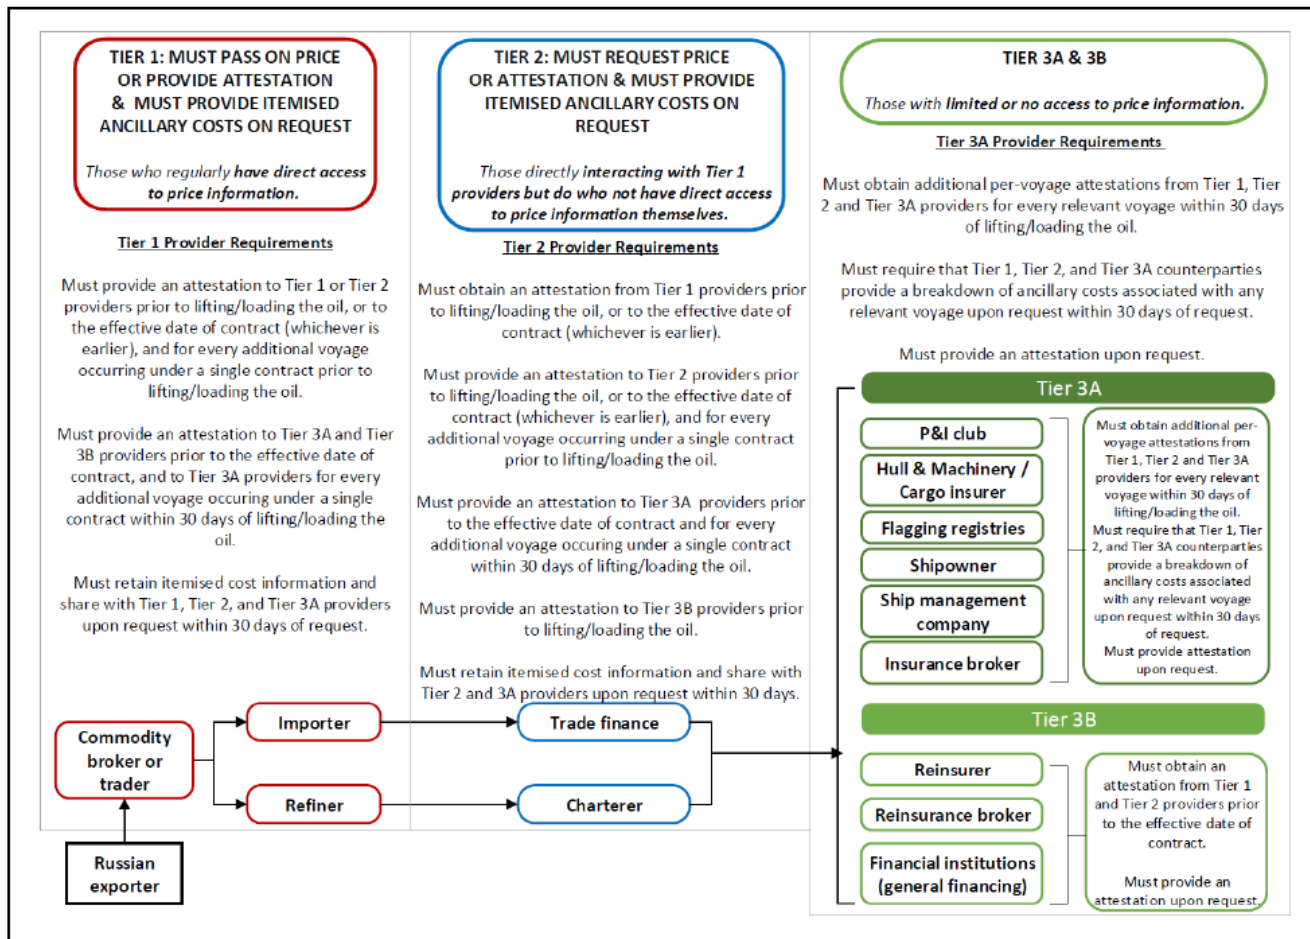 TIER 1: MUST PASS ON PRICE
OR PROVIDE ATTESTATION
& MUST PROVIDE ITEMISED
ANCILLARY COSTS ON REQUEST
Those who regularly have direct access
to price information.
Tier 1 Provider Requirements
Must provide an attestation to Tier 1 or Tier 2
providers prior to lifting/loading the oil, or to
the effective date of contract (whichever is
earlier), and for every additional voyage
occurring under a single contract prior to
lifting/loading the oil.
Must provide an attestation to Tier 3A and Tier
3B providers prior to the effective date of
contract, and to Tier 3A providers for every
additional voyage occuring under a single
contract within 30 days of lifting/loading the
oil.
Must retain itemised cost information and
share with Tier 1, Tier 2, and Tier 3A providers
upon request within 30 days of request.
TIER 2: MUST REQUEST PRICE
OR ATTESTATION & MUST PROVIDE
ITEMISED ANCILLARY COSTS ON
REQUEST
Those directly interacting with Tier 1
providers but do who not have direct access
to price information themselves.
Tier 2 Provider Requirements
Must obtain an attestation from Tier 1 providers prior
to lifting/loading the oil, or to the effective date of
contract (whichever is earlier).
Must provide an attestation to Tier 2 providers prior
to lifting/loading the oil, or to the effective date of
contract (whichever is earlier), and for every
additional voyage occurring under a single contract
prior to lifting/loading the oil.
Must provide an attestation to Tier 3A providers prior
to the effective date of contract and for every
additional voyage occuring under a single contract
within 30 days of lifting/loading the oil.
Must provide an attestation to Tier 3B providers prior
to lifting/loading the oil.
Must retain itemised cost information and share with
Tier 2 and 3A providers upon request within 30 days.
TIER 3A & 3B
Those with limited or no access to price information.
Tier 3A Provider Requirements
Must obtain additional per-voyage attestations from Tier 1, Tier
2 and Tier 3A providers for every relevant voyage within 30 days
of lifting/loading the oil.
Must require that Tier 1, Tier 2, and Tier 3A counterparties
provide a breakdown of ancillary costs associated with any
relevant voyage upon request within 30 days of request.
Must provide an attestation upon request.
Tier 3A
P&I club
Hull & Machinery /
Cargo insurer
Flagging registries
Shipowner
Ship management
company
Insurance broker
Must obtain additional per-
voyage attestations from
Tier 1, Tier 2 and Tier 3A
providers for every relevant
voyage within 30 days of
lifting/loading the oil.
Must require that Tier 1, Tier
2, and Tier 3A counterparties
provide a breakdown of
ancillary costs associated
with any relevant voyage
upon request within 30 days
of request.
Must provide attestation
upon request.
Tier 3B
Reinsurer
Reinsurance broker
Financial institutions
(general financing)
Must obtain an
attestation from Tier 1
and Tier 2 providers prior
to the effective date of
contract.
Must provide an
attestation upon request.
Commodity
broker or
trader
Russian
exporter
Importer
Refiner
Trade finance
Charterer